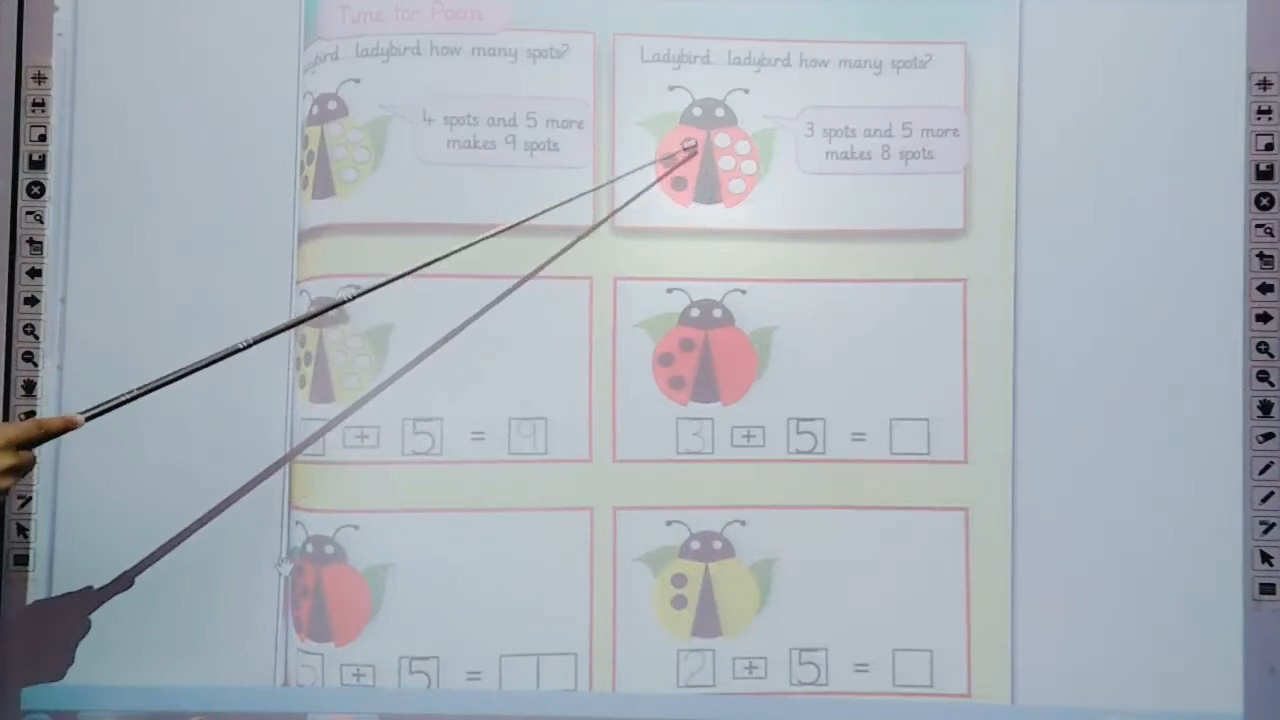 Time for Poem
ladybird how many spots?
4 spots and 5 more
makes 9 spots
Ladybird ladybird how many spots?
3 spots and 5 more
makes 8 spots
+ 5 = 9
3 + 5 =
5 + 5 =
2 + 5 =